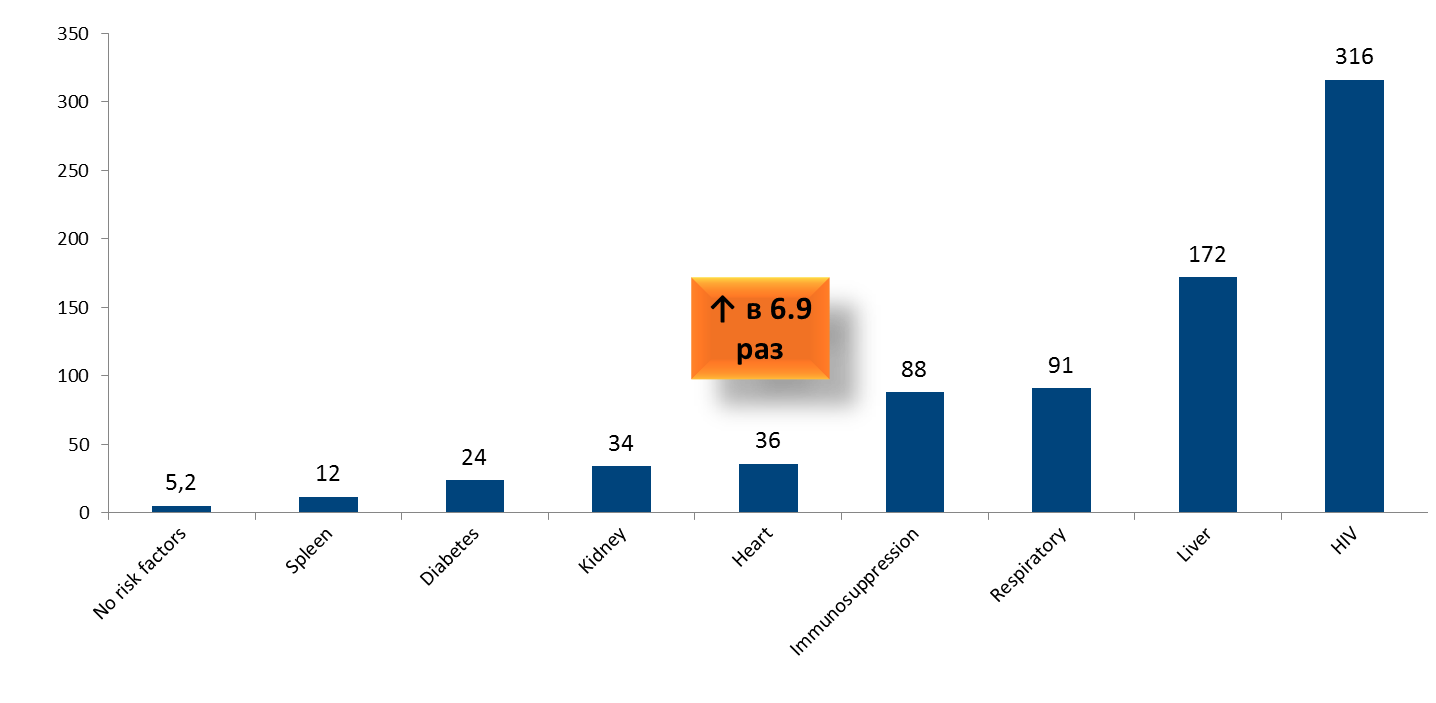 350
300
250
200
150
100
50
0
5,2
12
24
34
36
88
91
172
316
↑ в 6.9
раз
No risk factors
Spleen
Diabetes
Kidney
Heart
Immunosuppression
Respiratory
Liver
HIV